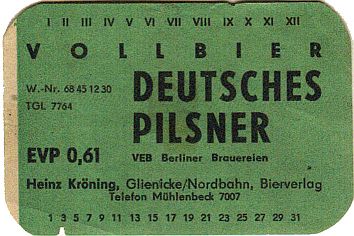 I II III IV V VI VII VIII IX X XI XII
VOLLBIER
W.-Nr. 68 45 12 30
TGL 7764
DEUTSCHES
PILSNER
EVP 0,61
VEB Berliner Brauereien
Heinz Kröning, Glienicke/Nordbahn, Bierverlag
Telefon Mühlenbeck 7007
1 3 5 7 9 11 13 15 17 19 21 23 25 27 29 31